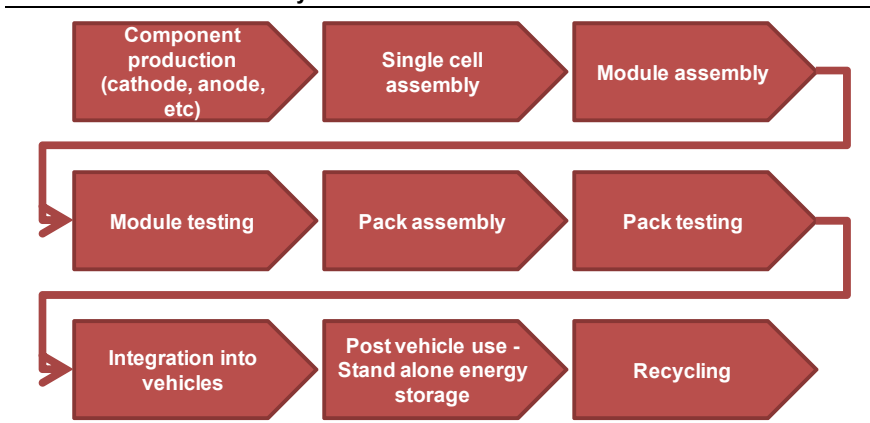 Component
production
(cathode, anode,
etc)
Single cell
assembly
Module assembly
Module testing
Pack assembly
Pack testing
Integration into
vehicles
Post vehicle use -
Stand alone energy
storage
Recycling